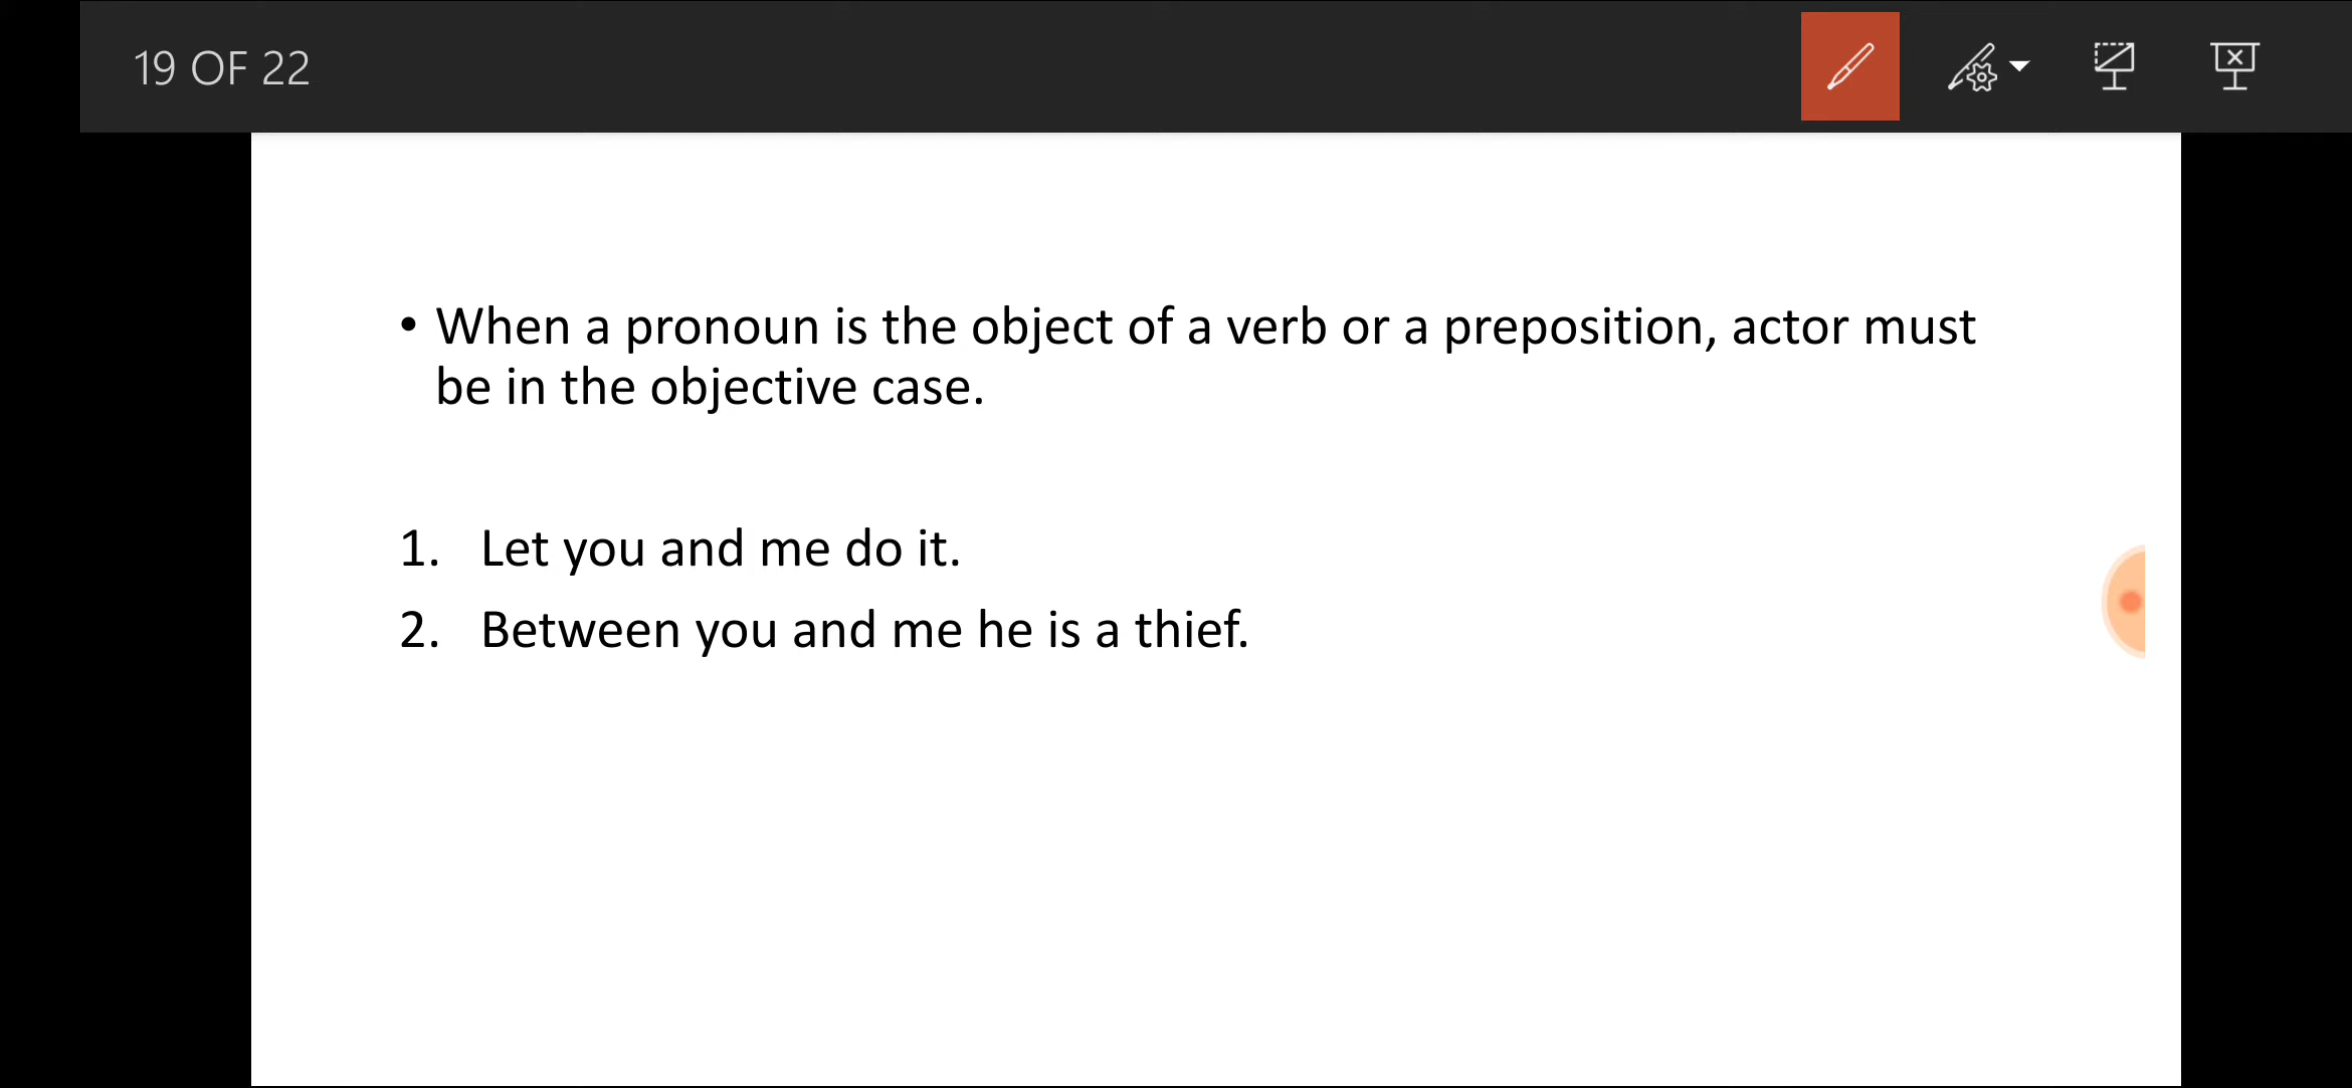 19 OF 22
• When a pronoun is the object of a verb or a preposition, actor must
be in the objective case.
1. Let you and me do it.
2. Between you and me he is a thief.